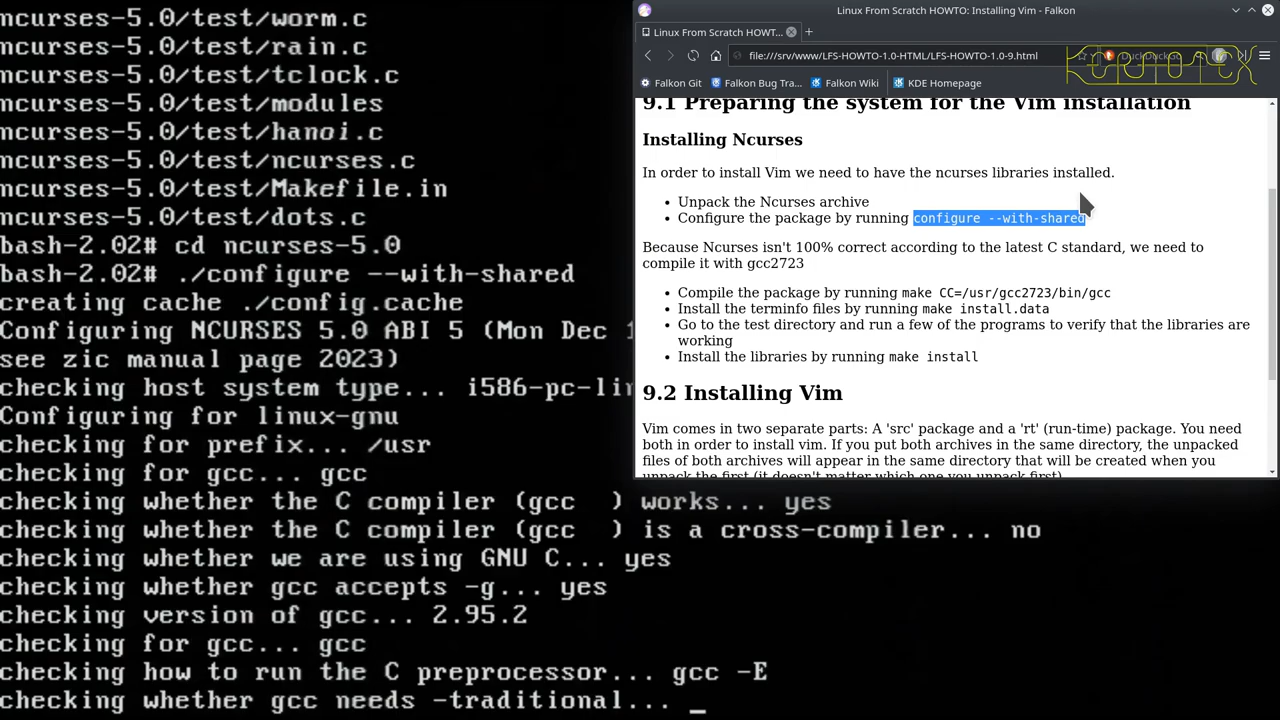 ncurses-5.0/test/worm.c
ncurses-5.0/test/rain.c
ncurses-5.0/test/tclock.c
ncurses-5.0/test/modules
ncurses-5.0/test/hanoi.c
ncurses-5.0/test/ncurses.c
ncurses-5.0/test/Makefile.in
ncurses-5.0/test/dots.c
bash-2.02# cd ncurses-5.0
bash-2.02# ./configure --with-shared
creating cache ./config.cache
Configuring NCURSES 5.0 ABI 5 (Mon Dec 1
see zic manual page 2023)
checking host system type... i586-pc-lin
Configuring for linux-gnu
checking for prefix... /usr
checking for gcc... gcc
checking whether the C compiler (gcc  ) works... yes
checking whether the C compiler (gcc  ) is a cross-compiler... no
checking whether we are using GNU C... yes
checking whether gcc accepts -g... yes
checking version of gcc... 2.95.2
checking for gcc... gcc
checking how to run the C preprocessor... gcc -E
checking whether gcc needs -traditional... _
Linux From Scratch HOWTO: Installing Vim - Falkon
Linux From Scratch HOWT...
file:///srv/www/LFS-HOWTO-1.0-HTML/LFS-HOWTO-1.0-9.html
Falkon Git
Falkon Bug Tra...
Falkon Wiki
KDE Homepage
9.1 Preparing the system for the Vim installation
Installing Ncurses
In order to install Vim we need to have the ncurses libraries installed.
• Unpack the Ncurses archive
• Configure the package by running configure --with-shared
Because Ncurses isn't 100% correct according to the latest C standard, we need to
compile it with gcc2723
• Compile the package by running make CC=/usr/gcc2723/bin/gcc
• Install the terminfo files by running make install.data
• Go to the test directory and run a few of the programs to verify that the libraries are
working
• Install the libraries by running make install
9.2 Installing Vim
Vim comes in two separate parts: A 'src' package and a 'rt' (run-time) package. You need
both in order to install vim. If you put both archives in the same directory, the unpacked
files of both archives will appear in the same directory that will be created when you
unpack the first (it doesn't matter which one you unpack first)